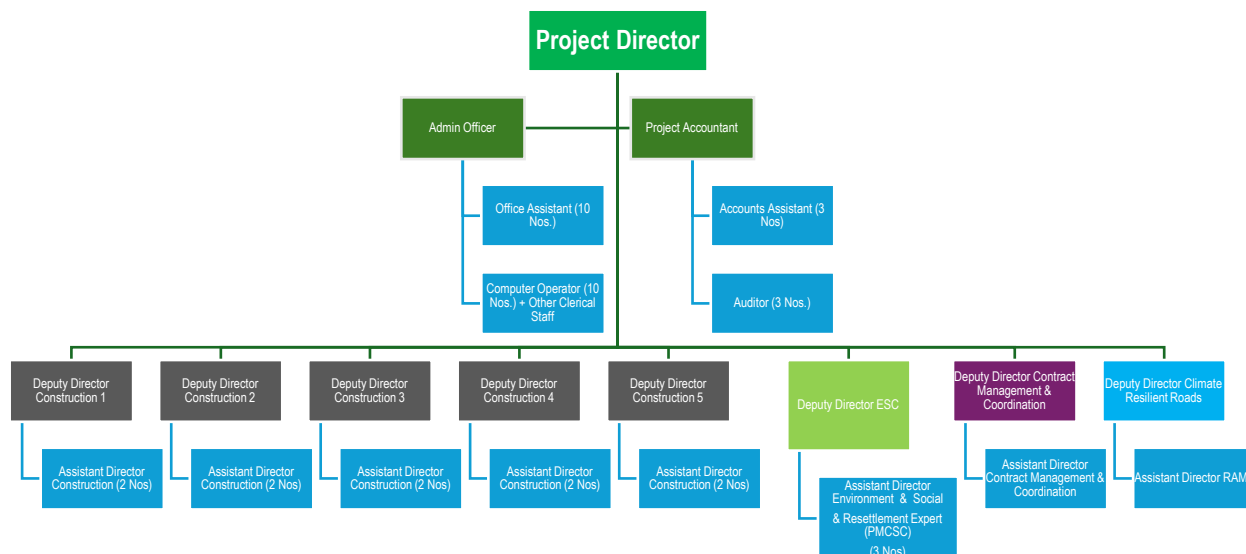 Project Director
Admin Officer
Project Accountant
Office Assistant (10
Nos.)
Accounts Assistant (3
Nos)
Computer Operator (10
Nos.) + Other Clerical
Staff
Auditor (3 Nos.)
Deputy Director
Construction 1
Deputy Director
Construction 2
Deputy Director
Construction 3
Deputy Director
Construction 4
Deputy Director
Construction 5
Deputy Director ESC
Deputy Director Contract
Management &
Coordination
Deputy Director Climate
Resilient Roads
Assistant Director
Construction (2 Nos)
Assistant Director
Construction (2 Nos)
Assistant Director
Construction (2 Nos)
Assistant Director
Construction (2 Nos)
Assistant Director
Construction (2 Nos)
Assistant Director
Environment & Social
& Resettlement Expert
(PMCSC)
(3 Nos)
Assistant Director
Contract Management &
Coordination
Assistant Director RAM